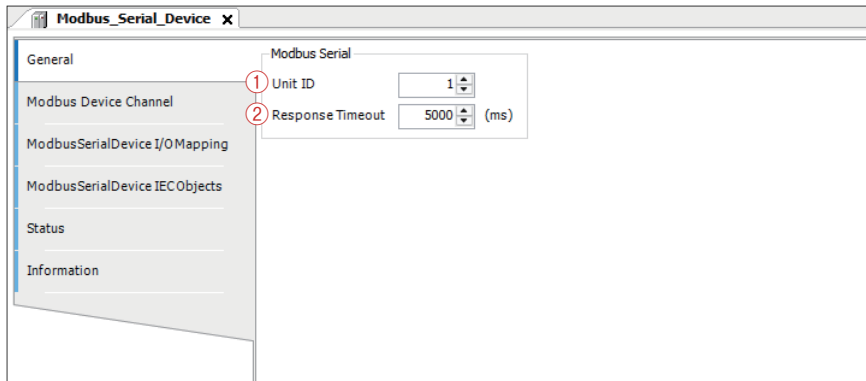 Modbus_Serial_Device X
General
Modbus Device Channel
ModbusSerialDevice I/O Mapping
ModbusSerialDevice IEC Objects
Status
Information
Modbus Serial
① Unit ID 1
② Response Timeout 5000 (ms)